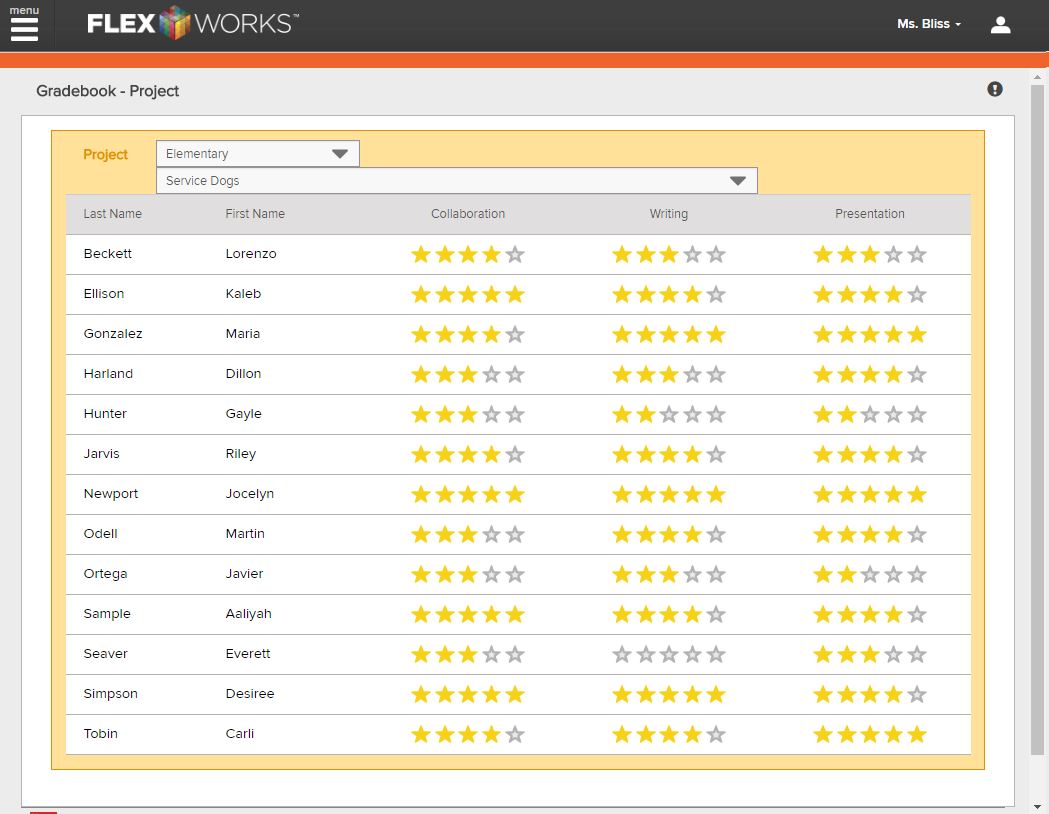 menu
FLEXWORKS™
Ms. Bliss
Gradebook - Project
Project
Elementary
Service Dogs
Last Name First Name Collaboration Writing Presentation
Beckett Lorenzo
Ellison Kaleb
Gonzalez Maria
Harland Dillon
Hunter Gayle
Jarvis Riley
Newport Jocelyn
Odell Martin
Ortega Javier
Sample Aaliyah
Seaver Everett
Simpson Desiree
Tobin Carli